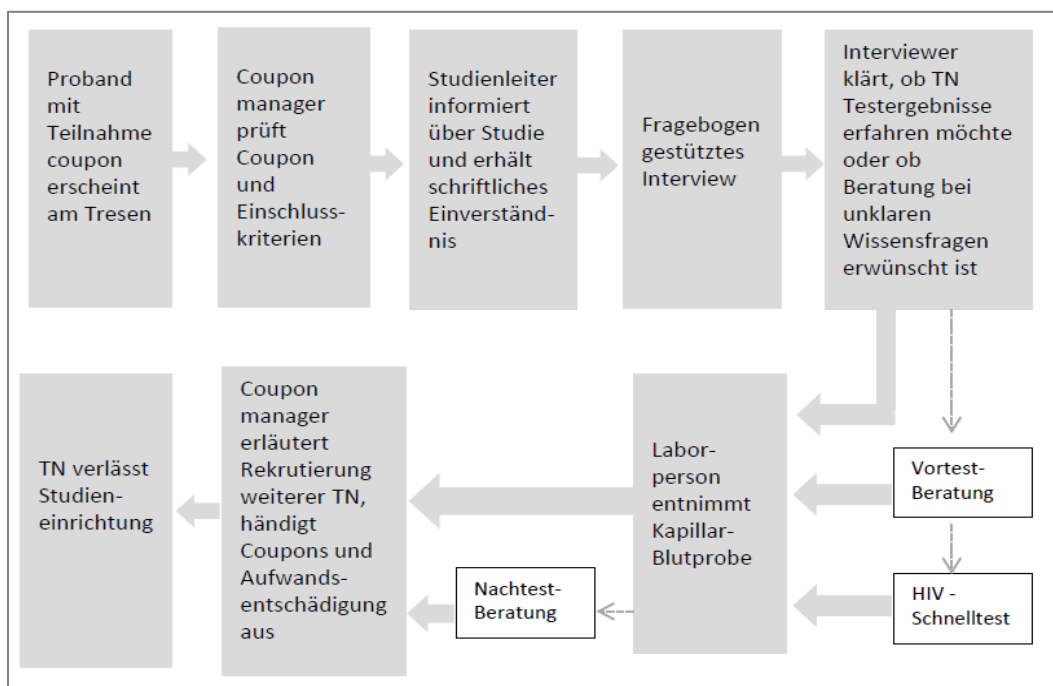 Proband
mit
Teilnahme
coupon
erscheint
am Tresen
Coupon
manager
prüft
Coupon
und
Einschluss-
kriterien
Studienleiter
informiert
über Studie
und erhält
schriftliches
Einverständ-
nis
Fragebogen
gestütztes
Interview
Interviewer
klärt, ob TN
Testergebnisse
erfahren möchte
oder ob
Beratung bei
unklaren
Wissensfragen
erwünscht ist
TN verlässt
Studien-
einrichtung
Coupon
manager
erläutert
Rekrutierung
weiterer TN,
händigt
Coupons und
Aufwands-
entschädigung
aus
Nachtest-
Beratung
Labor-
person
entnimmt
Kapillar-
Blutprobe
Vortest-
Beratung
HIV -
Schnelltest